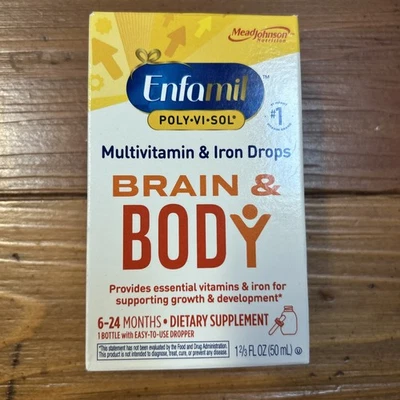 MeadJohnson™
Nutrition
Enfamil™
POLY•VI•SOL®
#1
Multivitamin & Iron Drops
BRAIN &
BODY
Provides essential vitamins & iron for
supporting growth & development*
6-24 MONTHS • DIETARY SUPPLEMENT
1 BOTTLE with EASY-TO-USE DROPPER
*This statement has not been evaluated by the Food and Drug Administration.
This product is not intended to diagnose, treat, cure, or prevent any disease.
1 2/3 FL OZ (50 mL) Ⓤ